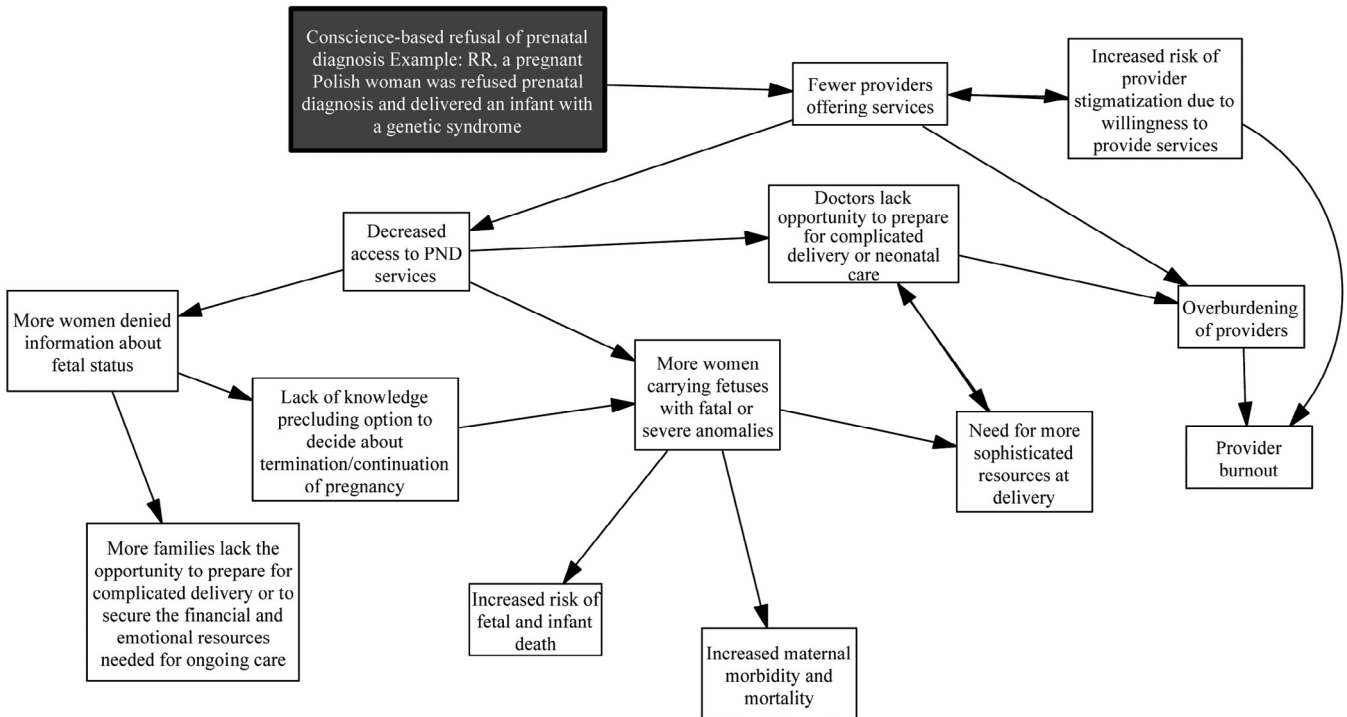 Conscience-based refusal of prenatal
diagnosis Example: RR, a pregnant
Polish woman was refused prenatal
diagnosis and delivered an infant with
a genetic syndrome
Fewer providers
offering services
Increased risk of
provider
stigmatization due to
willingness to
provide services
Decreased
access to PND
services
Doctors lack
opportunity to prepare
for complicated
delivery or neonatal
care
More women denied
information about
fetal status
Overburdening
of providers
Lack of knowledge
precluding option to
decide about
termination/continuation
of pregnancy
More women
carrying fetuses
with fatal or
severe anomalies
Need for more
sophisticated
resources at
delivery
Provider
burnout
More families lack the
opportunity to prepare for
complicated delivery or to
secure the financial and
emotional resources
needed for ongoing care
Increased risk of
fetal and infant
death
Increased maternal
morbidity and
mortality